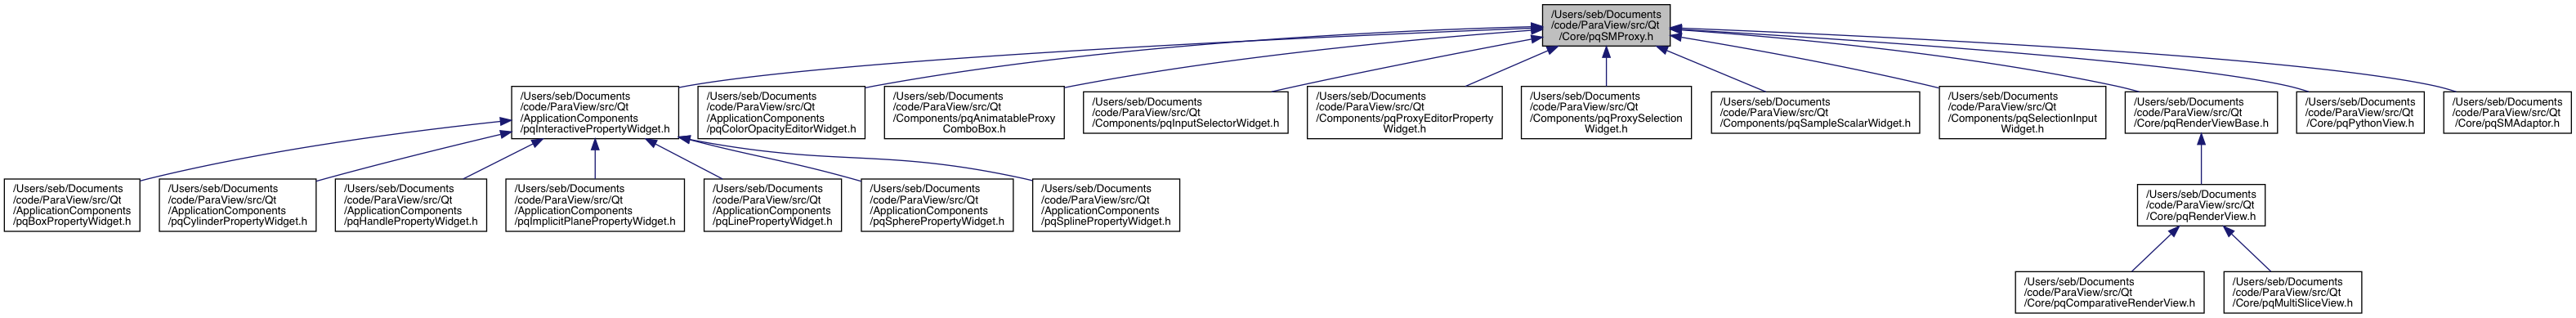 /Users/seb/Documents
/code/ParaView/src/Qt
/Core/pqSMProxy.h
/Users/seb/Documents
/code/ParaView/src/Qt
/ApplicationComponents
/pqInteractivePropertyWidget.h
/Users/seb/Documents
/code/ParaView/src/Qt
/ApplicationComponents
/pqColorOpacityEditorWidget.h
/Users/seb/Documents
/code/ParaView/src/Qt
/Components/pqAnimatableProxy
ComboBox.h
/Users/seb/Documents
/code/ParaView/src/Qt
/Components/pqInputSelectorWidget.h
/Users/seb/Documents
/code/ParaView/src/Qt
/Components/pqProxyEditorProperty
Widget.h
/Users/seb/Documents
/code/ParaView/src/Qt
/Components/pqProxySelection
Widget.h
/Users/seb/Documents
/code/ParaView/src/Qt
/Components/pqSampleScalarWidget.h
/Users/seb/Documents
/code/ParaView/src/Qt
/Components/pqSelectionInput
Widget.h
/Users/seb/Documents
/code/ParaView/src/Qt
/Core/pqRenderViewBase.h
/Users/seb/Documents
/code/ParaView/src/Qt
/Core/pqPythonView.h
/Users/seb/Documents
/code/ParaView/src/Qt
/Core/pqSMAdaptor.h
/Users/seb/Documents
/code/ParaView/src/Qt
/ApplicationComponents
/pqBoxPropertyWidget.h
/Users/seb/Documents
/code/ParaView/src/Qt
/ApplicationComponents
/pqCylinderPropertyWidget.h
/Users/seb/Documents
/code/ParaView/src/Qt
/ApplicationComponents
/pqHandlePropertyWidget.h
/Users/seb/Documents
/code/ParaView/src/Qt
/ApplicationComponents
/pqImplicitPlanePropertyWidget.h
/Users/seb/Documents
/code/ParaView/src/Qt
/ApplicationComponents
/pqLinePropertyWidget.h
/Users/seb/Documents
/code/ParaView/src/Qt
/ApplicationComponents
/pqSpherePropertyWidget.h
/Users/seb/Documents
/code/ParaView/src/Qt
/ApplicationComponents
/pqSplinePropertyWidget.h
/Users/seb/Documents
/code/ParaView/src/Qt
/Core/pqRenderView.h
/Users/seb/Documents
/code/ParaView/src/Qt
/Core/pqComparativeRenderView.h
/Users/seb/Documents
/code/ParaView/src/Qt
/Core/pqMultiSliceView.h